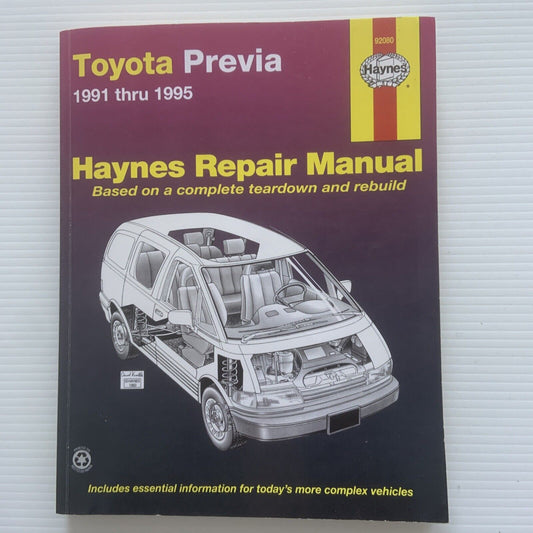 92080
Haynes
®
Toyota Previa
1991 thru 1995
Haynes Repair Manual
Based on a complete teardown and rebuild
Includes essential information for today's more complex vehicles